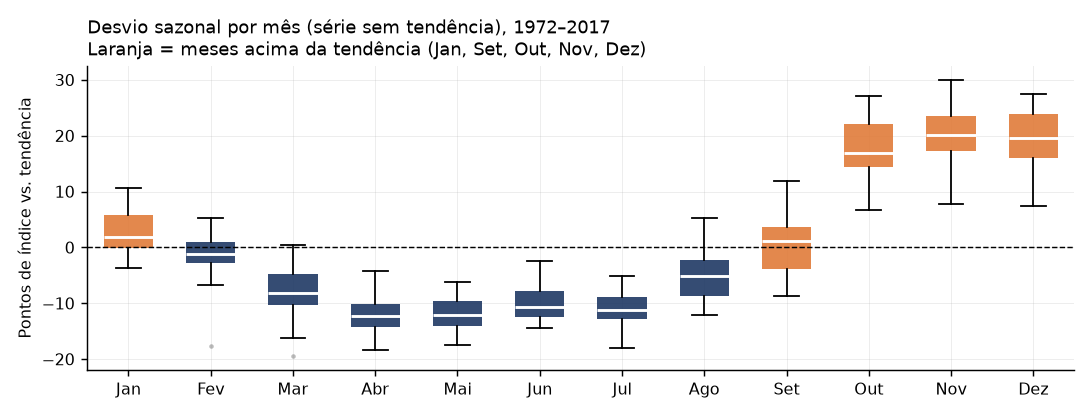 Desvio sazonal por mês (série sem tendência), 1972–2017
Laranja = meses acima da tendência (Jan, Set, Out, Nov, Dez)
Pontos de índice vs. tendência
30
20
10
0
−10
−20
Jan Fev Mar Abr Mai Jun Jul Ago Set Out Nov Dez